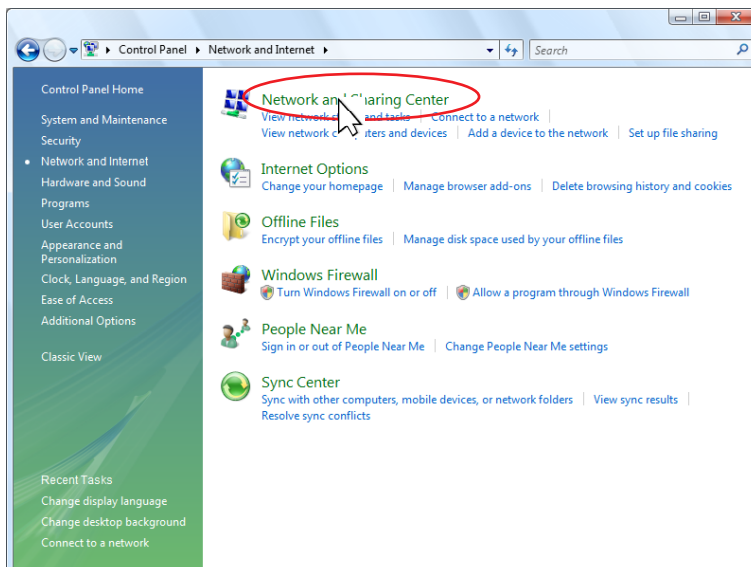 Control Panel Network and Internet Search
Control Panel Home
System and Maintenance
Security
Network and Internet
Hardware and Sound
Programs
User Accounts
Appearance and
Personalization
Clock, Language, and Region
Ease of Access
Additional Options
Classic View
Recent Tasks
Change display language
Change desktop background
Connect to a network
Network and Sharing Center
View network and tasks Connect to a network
View network and devices Add a device to the network Set up file sharing
Internet Options
Change your homepage Manage browser add-ons Delete browsing history and cookies
Offline Files
Encrypt your offline files Manage disk space used by your offline files
Windows Firewall
Turn Windows Firewall on or off Allow a program through Windows Firewall
People Near Me
Sign in or out of People Near Me Change People Near Me settings
Sync Center
Sync with other computers, mobile devices, or network folders View sync results
Resolve sync conflicts